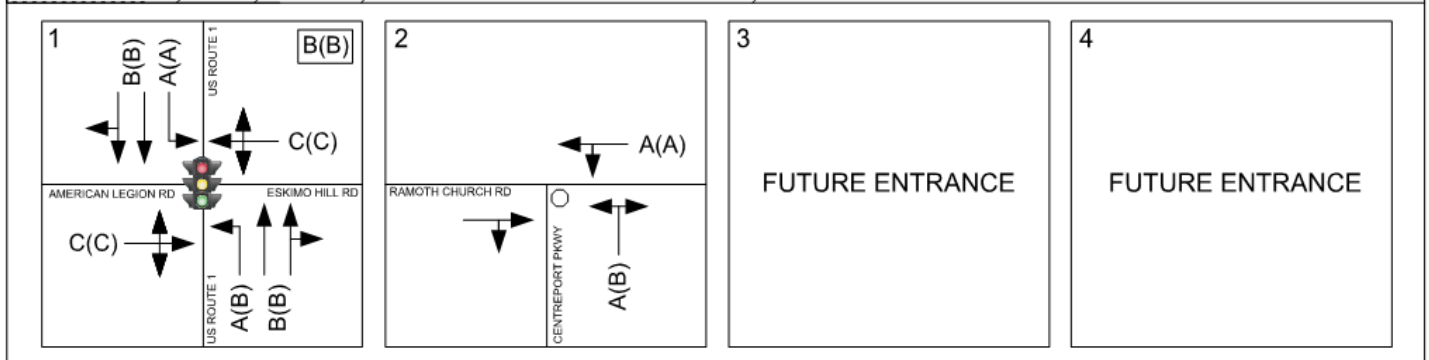 1
B(B)
A(A)
US ROUTE 1
B(B)
C(C)
AMERICAN LEGION RD
ESKIMO HILL RD
C(C)
US ROUTE 1
A(B)
B(B)
2
A(A)
RAMOTH CHURCH RD
CENTREPORT PKWY
A(B)
3
FUTURE ENTRANCE
4
FUTURE ENTRANCE